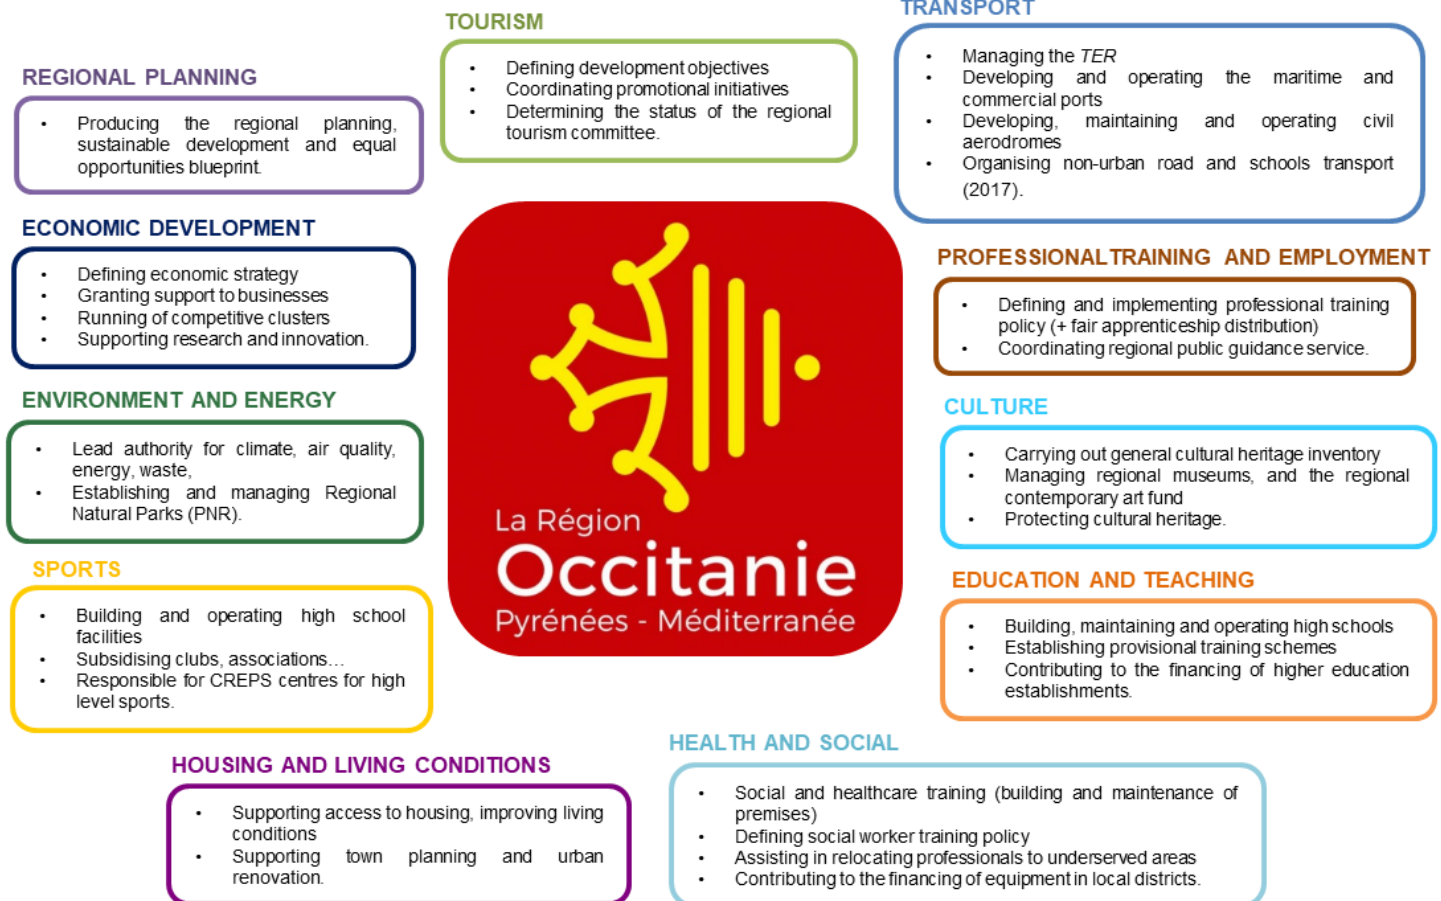 TOURISM
• Defining development objectives
• Coordinating promotional initiatives
• Determining the status of the regional
tourism committee.
TRANSPORT
• Managing the TER
• Developing and operating the maritime and
commercial ports
• Developing, maintaining and operating civil
aerodromes
• Organising non-urban road and schools transport
(2017).
REGIONAL PLANNING
• Producing the regional planning,
sustainable development and equal
opportunities blueprint.
ECONOMIC DEVELOPMENT
• Defining economic strategy
• Granting support to businesses
• Running of competitive clusters
• Supporting research and innovation.
PROFESSIONALTRAINING AND EMPLOYMENT
• Defining and implementing professional training
policy (+ fair apprenticeship distribution)
• Coordinating regional public guidance service.
ENVIRONMENT AND ENERGY
• Lead authority for climate, air quality,
energy, waste,
• Establishing and managing Regional
Natural Parks (PNR).
CULTURE
• Carrying out general cultural heritage inventory
• Managing regional museums, and the regional
contemporary art fund
• Protecting cultural heritage.
La Région
Occitanie
Pyrénées - Méditerranée
SPORTS
• Building and operating high school
facilities
• Subsidising clubs, associations…
• Responsible for CREPS centres for high
level sports.
EDUCATION AND TEACHING
• Building, maintaining and operating high schools
• Establishing provisional training schemes
• Contributing to the financing of higher education
establishments.
HOUSING AND LIVING CONDITIONS
• Supporting access to housing, improving living
conditions
• Supporting town planning and urban
renovation.
HEALTH AND SOCIAL
• Social and healthcare training (building and maintenance of
premises)
• Defining social worker training policy
• Assisting in relocating professionals to underserved areas
• Contributing to the financing of equipment in local districts.